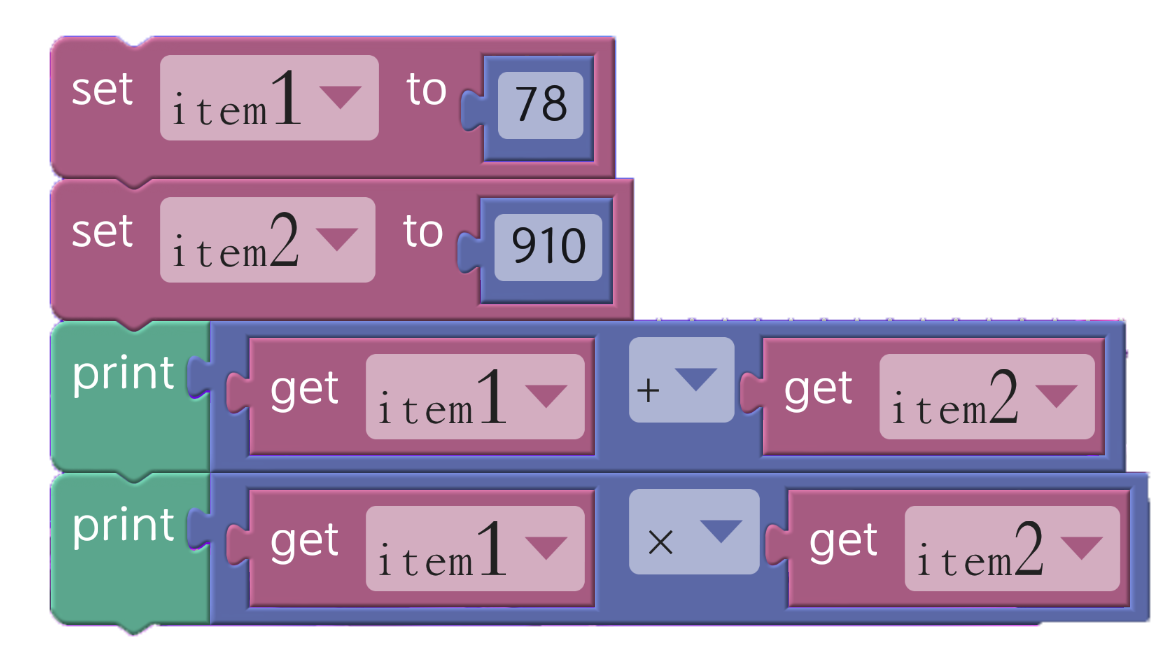 set item1 to 78
set item2 to 910
print get item1 + get item2
print get item1 × get item2